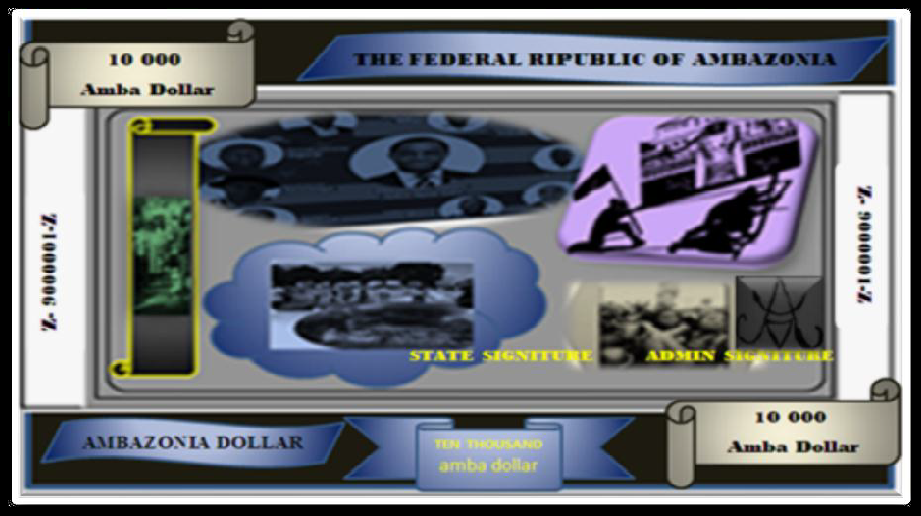 10 000
Amba Dollar
THE FEDERAL RIPUBLIC OF AMBAZONIA
Z- 9000001-Z
Z- 9000001-Z
STATE SIGNITURE
ADMIN SIGNITURE
AMBAZONIA DOLLAR
TEN THOUSAND
amba dollar
10 000
Amba Dollar